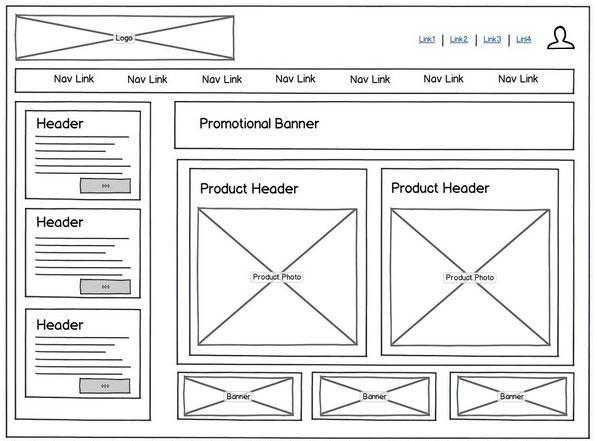 Logo
Link1 | Link2 | Link3 | Linl4
Nav Link Nav Link Nav Link Nav Link Nav Link Nav Link Nav Link
Header
Promotional Banner
Product Header
Product Header
Product Photo
Product Photo
Header
Header
Banner
Banner
Banner